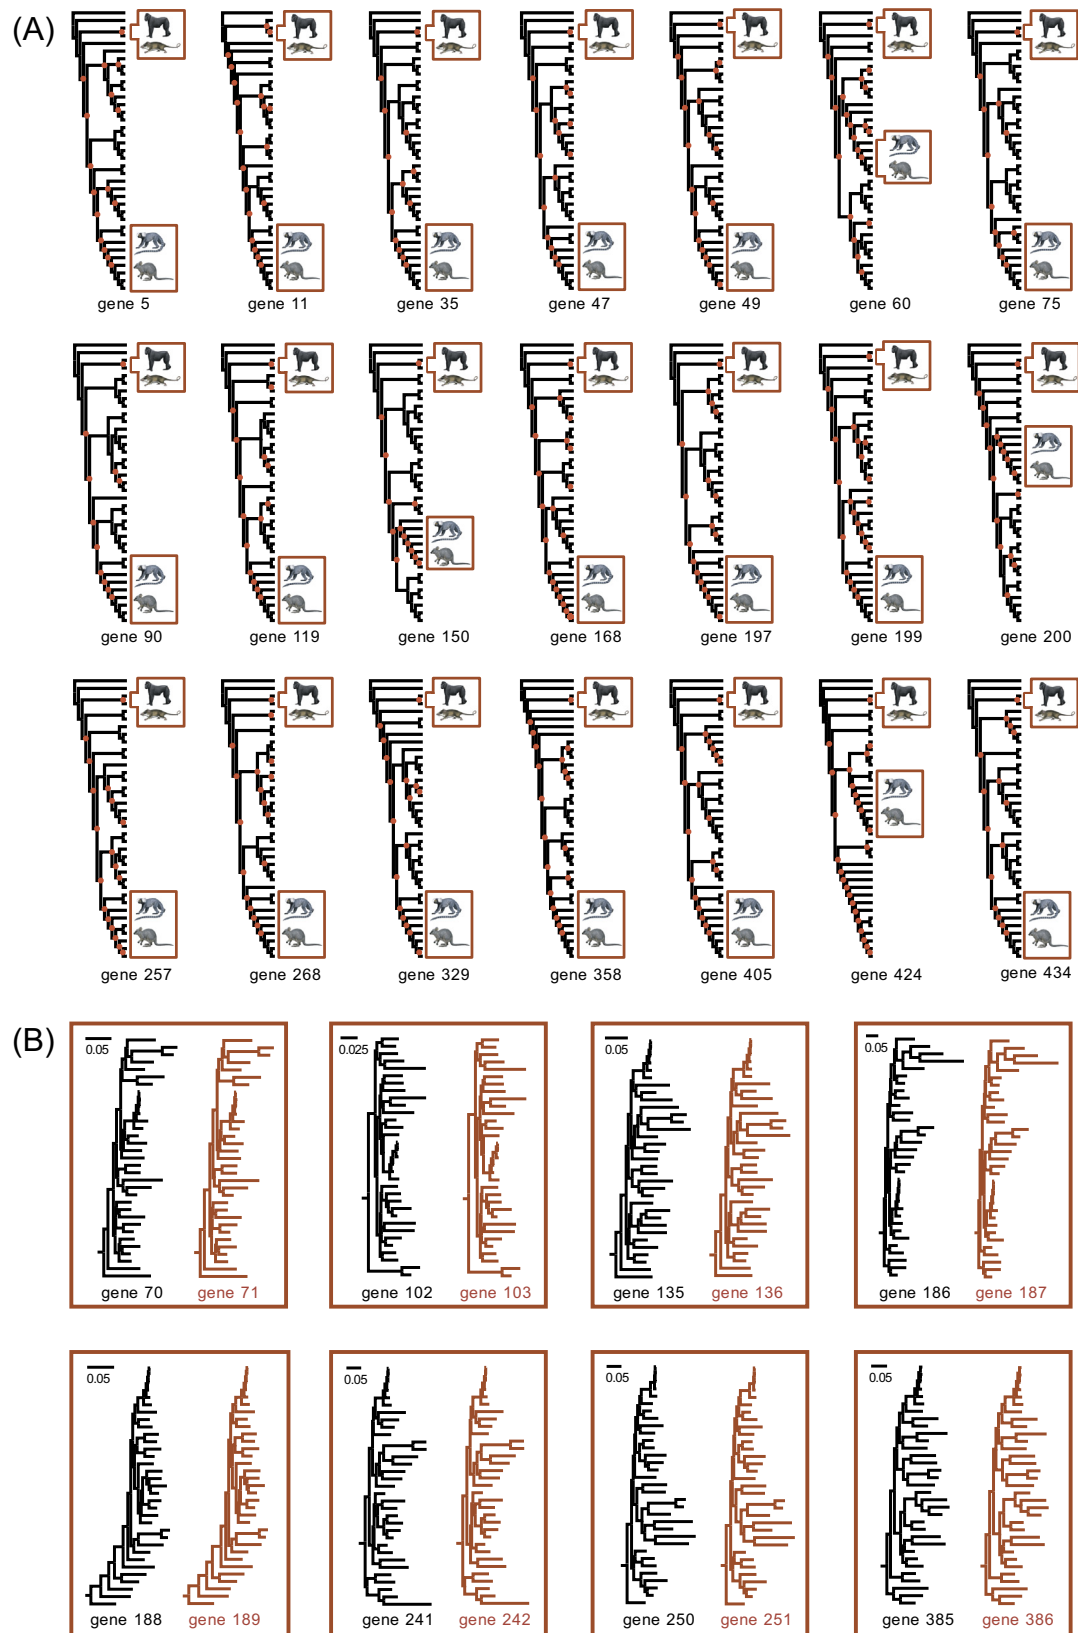 (A)
gene 5 gene 11 gene 35 gene 47 gene 49 gene 60 gene 75
gene 90 gene 119 gene 150 gene 168 gene 197 gene 199 gene 200
gene 257 gene 268 gene 329 gene 358 gene 405 gene 424 gene 434
(B)
0.05 0.025 0.05 0.05
gene 70 gene 71 gene 102 gene 103 gene 135 gene 136 gene 186 gene 187
0.05 0.05 0.05 0.05
gene 188 gene 189 gene 241 gene 242 gene 250 gene 251 gene 385 gene 386